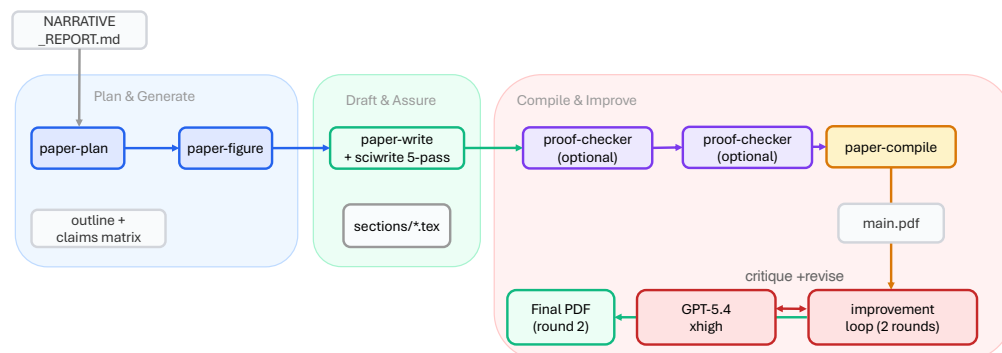 NARRATIVE
_REPORT.md
Plan & Generate
Draft & Assure
Compile & Improve
paper-plan
paper-figure
paper-write
+ sciwrite 5-pass
proof-checker
(optional)
proof-checker
(optional)
paper-compile
outline +
claims matrix
sections/*.tex
main.pdf
critique +revise
Final PDF
(round 2)
GPT-5.4
xhigh
improvement
loop (2 rounds)